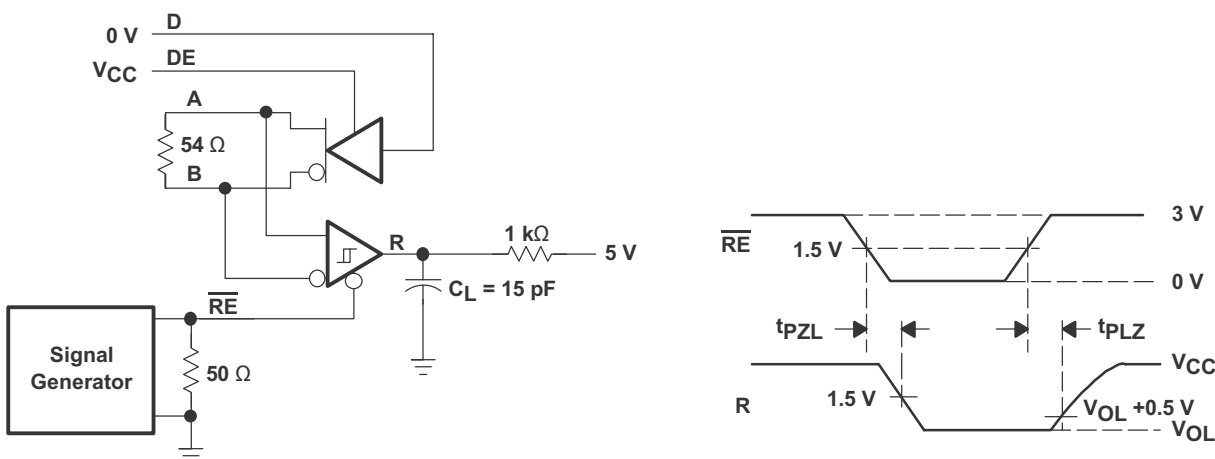 0 V D
VCC DE
A
54 Ω
B
R
1 kΩ
5 V
CL = 15 pF
RE
Signal
Generator
50 Ω
RE
3 V
1.5 V
0 V
tPZL
tPLZ
R
VCC
1.5 V
VOL +0.5 V
VOL